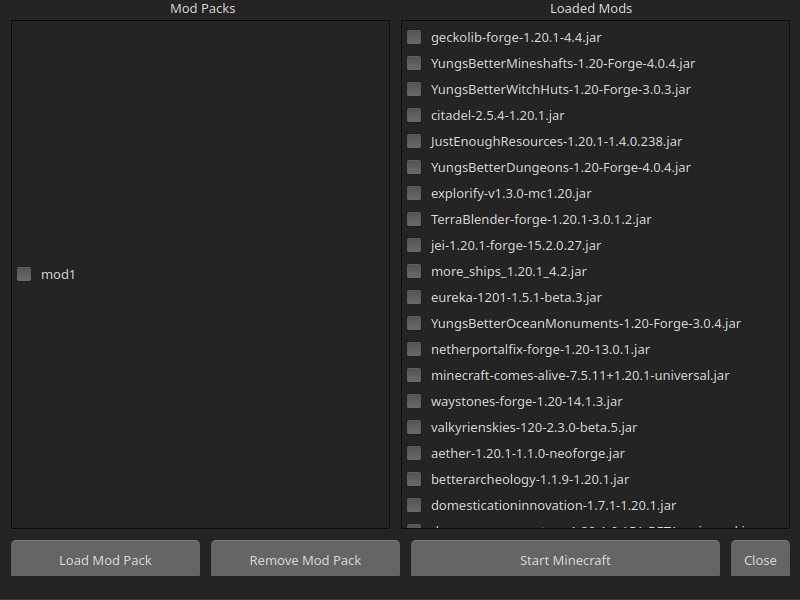 Mod Packs
Loaded Mods
mod1
geckolib-forge-1.20.1-4.4.jar
YungsBetterMineshafts-1.20-Forge-4.0.4.jar
YungsBetterWitchHuts-1.20-Forge-3.0.3.jar
citadel-2.5.4-1.20.1.jar
JustEnoughResources-1.20.1-1.4.0.238.jar
YungsBetterDungeons-1.20-Forge-4.0.4.jar
explorify-v1.3.0-mc1.20.jar
TerraBlender-forge-1.20.1-3.0.1.2.jar
jei-1.20.1-forge-15.2.0.27.jar
more_ships_1.20.1_4.2.jar
eureka-1201-1.5.1-beta.3.jar
YungsBetterOceanMonuments-1.20-Forge-3.0.4.jar
netherportalfix-forge-1.20-13.0.1.jar
minecraft-comes-alive-7.5.11+1.20.1-universal.jar
waystones-forge-1.20-14.1.3.jar
valkyrienskies-120-2.3.0-beta.5.jar
aether-1.20.1-1.1.0-neoforge.jar
betterarcheology-1.1.9-1.20.1.jar
domesticationinnovation-1.7.1-1.20.1.jar
Load Mod Pack
Remove Mod Pack
Start Minecraft
Close